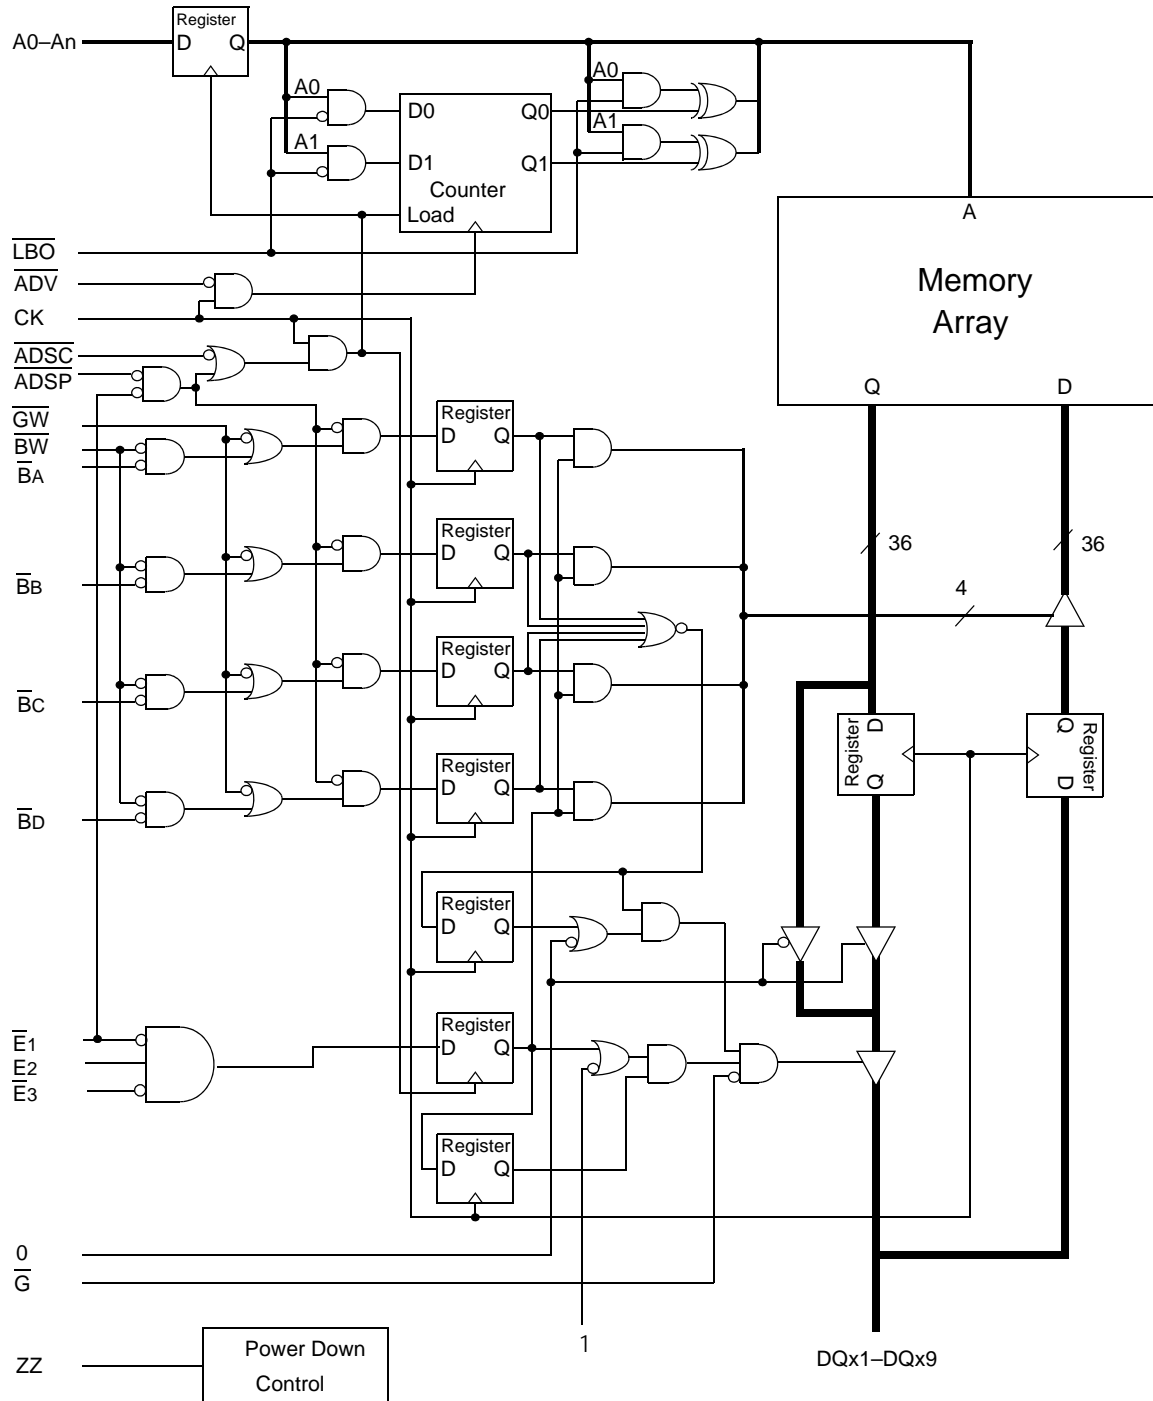 Register
A0–An
D Q
A0
A0
D0 Q0
A1
A1
D1 Q1
Counter
Load
A
LBO
Memory
Array
ADV
CK
ADSC
ADSP
Q D
GW
Register
BW
D Q
BA
36
36
Register
D Q
BB
4
Register
D Q
BC
Register
D
Q
Register
Q
D
Register
D Q
BD
Register
D Q
Register
D Q
E1
E2
E3
Register
D Q
0
G
1
ZZ
Power Down
Control
DQx1–DQx9